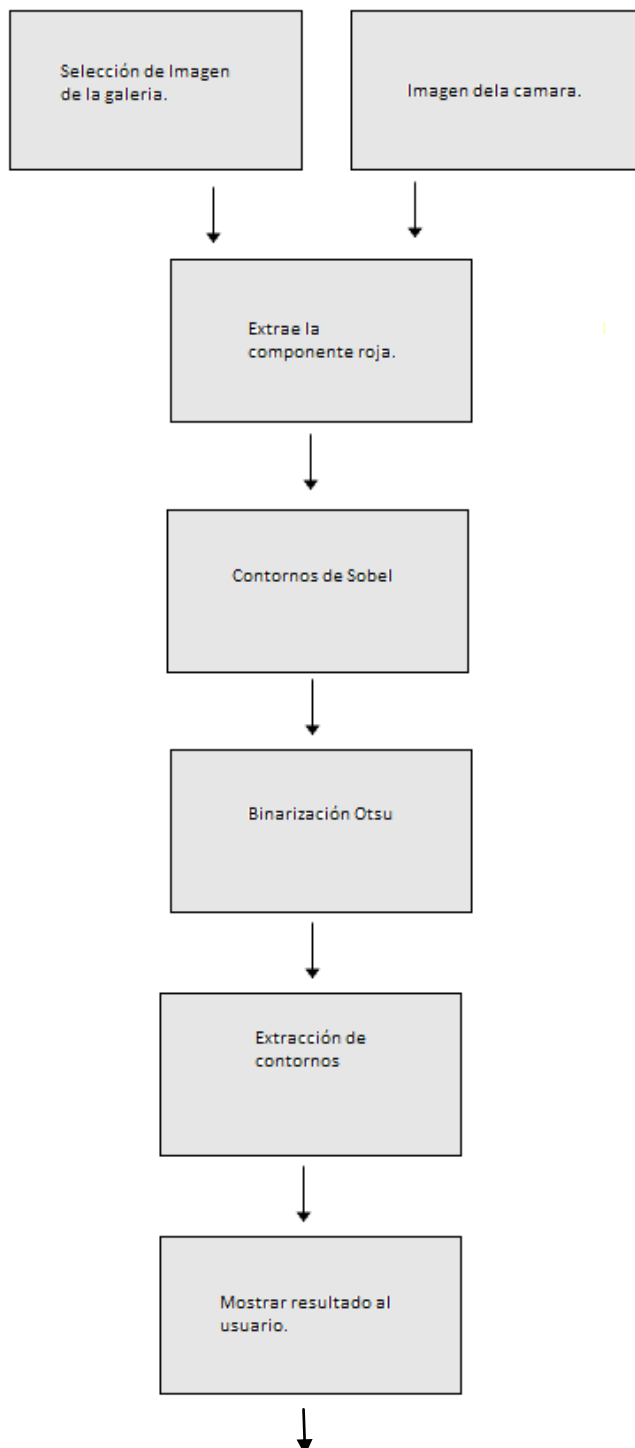 Selección de Imagen
de la galeria.
Imagen dela camara.
Extrae la
componente roja.
Contornos de Sobel
Binarización Otsu
Extracción de
contornos
Mostrar resultado al
usuario.